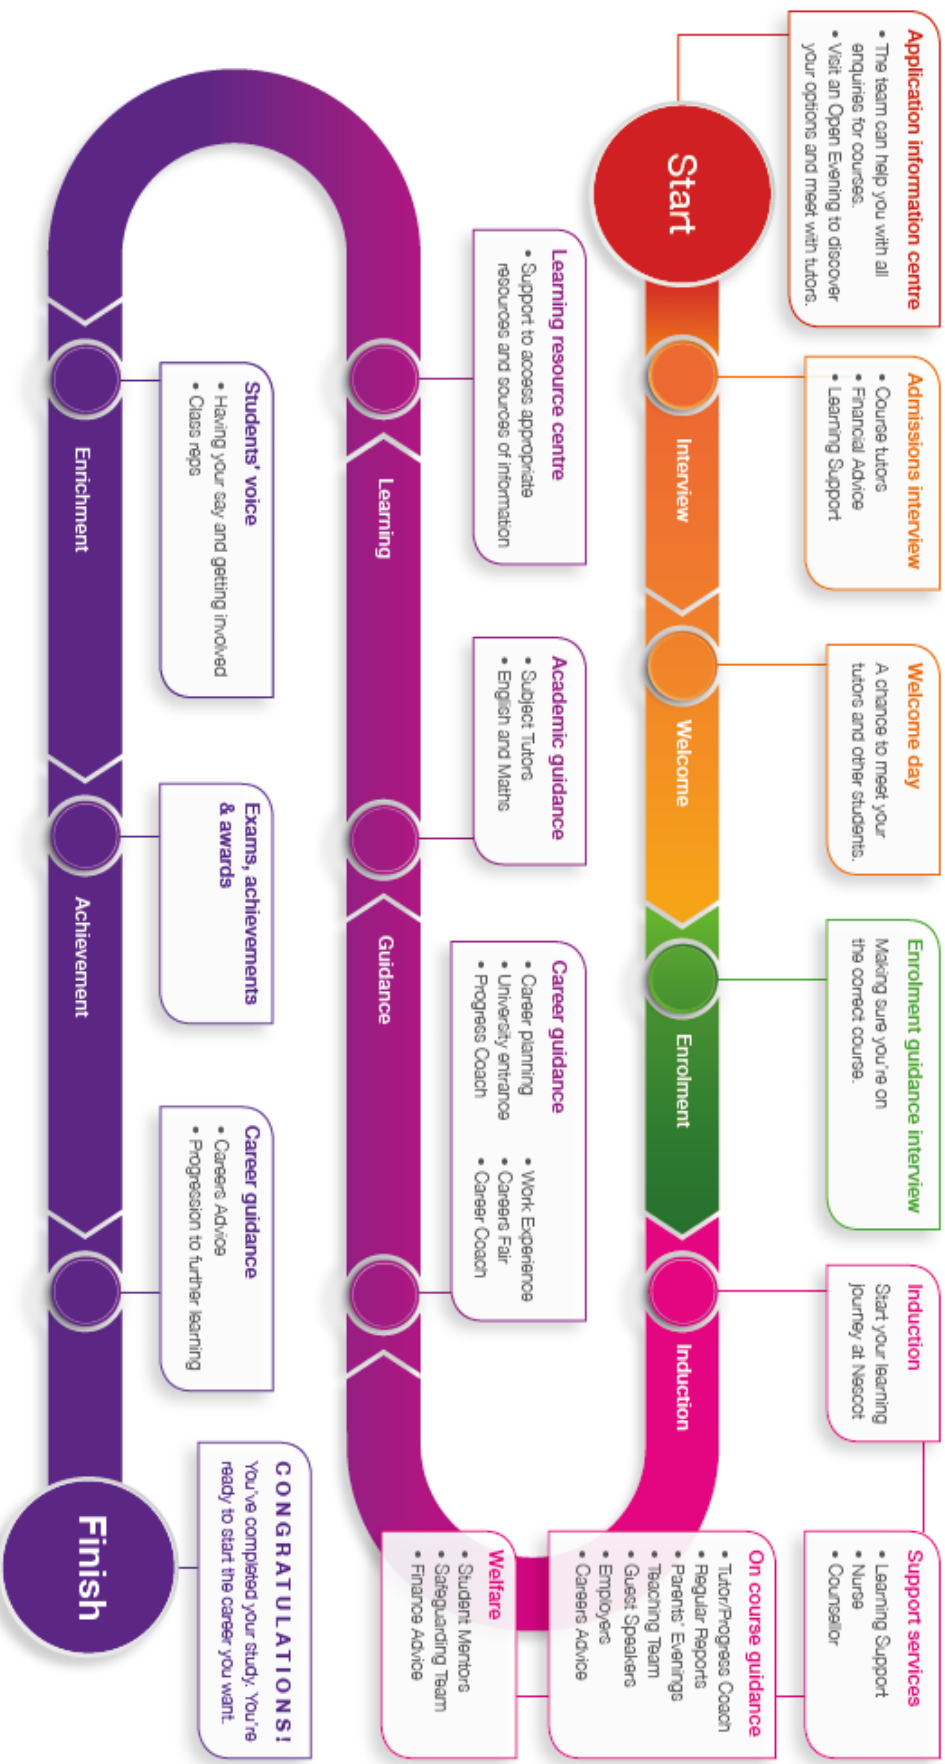 Application information centre
• The team can help you with all
enquiries for courses.
• Visit an Open Evening to discover
your options and meet with tutors.
Admissions interview
• Course tutors
• Financial Advice
• Learning Support
Welcome day
A chance to meet your
tutors and other students.
Enrolment guidance interview
Making sure you're on
the correct course.
Induction
Start your learning
journey at Nescot
Support services
• Learning Support
• Nurse
• Counsellor
Start
Interview
Welcome
Enrolment
Induction
On course guidance
• Tutor/Progress Coach
• Regular Reports
• Parents' Evenings
• Teaching Team
• Guest Speakers
• Employers
• Careers Advice
Welfare
• Student Mentors
• Safeguarding Team
• Finance Advice
Learning resource centre
• Support to access appropriate
resources and sources of information
Academic guidance
• Subject Tutors
• English and Maths
Career guidance
• Career planning
• University entrance
• Progress Coach
• Work Experience
• Careers Fair
• Career Coach
Learning
Guidance
Students' voice
• Having your say and getting involved
• Class reps
Exams, achievements
& awards
Career guidance
• Careers Advice
• Progression to further learning
CONGRATULATIONS!
You've completed your study. You're
ready to start the career you want.
Enrichment
Achievement
Finish